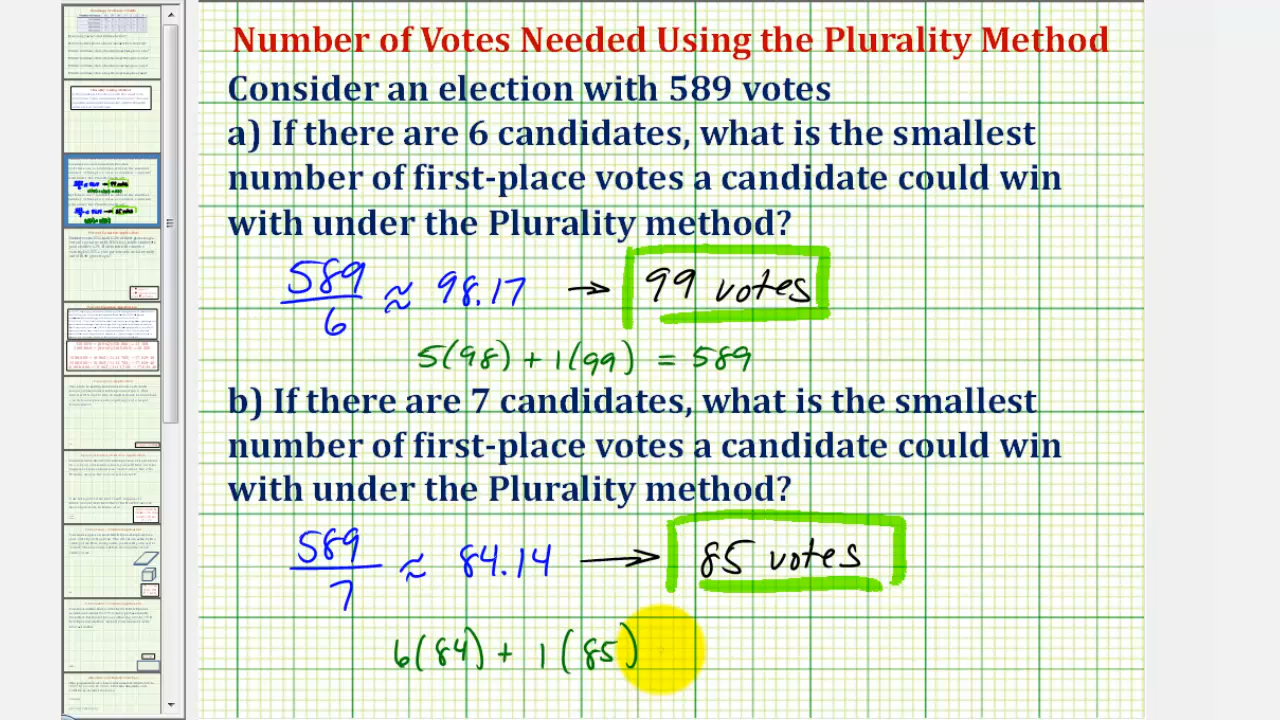 Number of Votes Needed Using the Plurality Method
Consider an election with 589 votes
a) If there are 6 candidates, what is the smallest
number of first-place votes a candidate could win
with under the Plurality method?
589/6 ≈ 98.17 → 99 votes
5(98) + 1(99) = 589
b) If there are 7 candidates, what is the smallest
number of first-place votes a candidate could win
with under the Plurality method?
589/7 ≈ 84.14 → 85 votes
6(84) + 1(85)